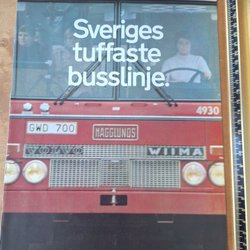 Sveriges
tuffaste
busslinje.
4930
GWD 700
HÄGGLUNDS
VOLVO
WIIMA